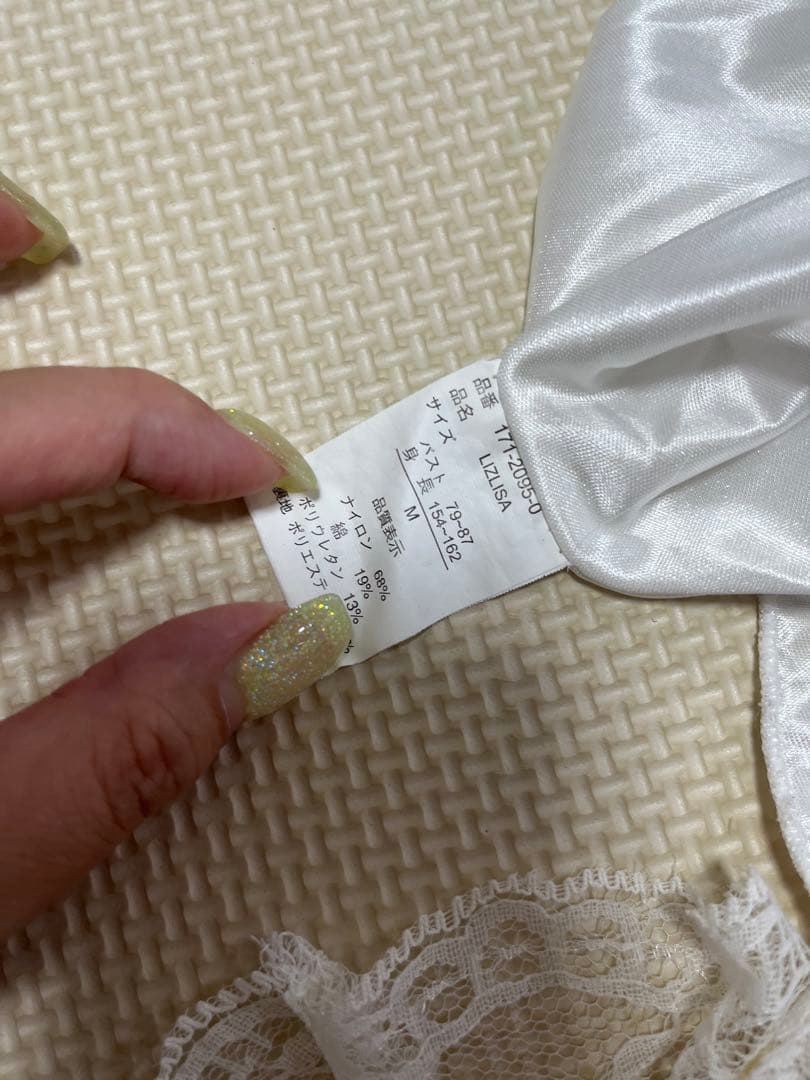 品番 171-2095-0
品名 LIZLISA
サイズ バスト 79~87
身長 154~162
M
品質表示
ナイロン 68%
綿 19%
ポリウレタン 13%
裏地 ポリエステ